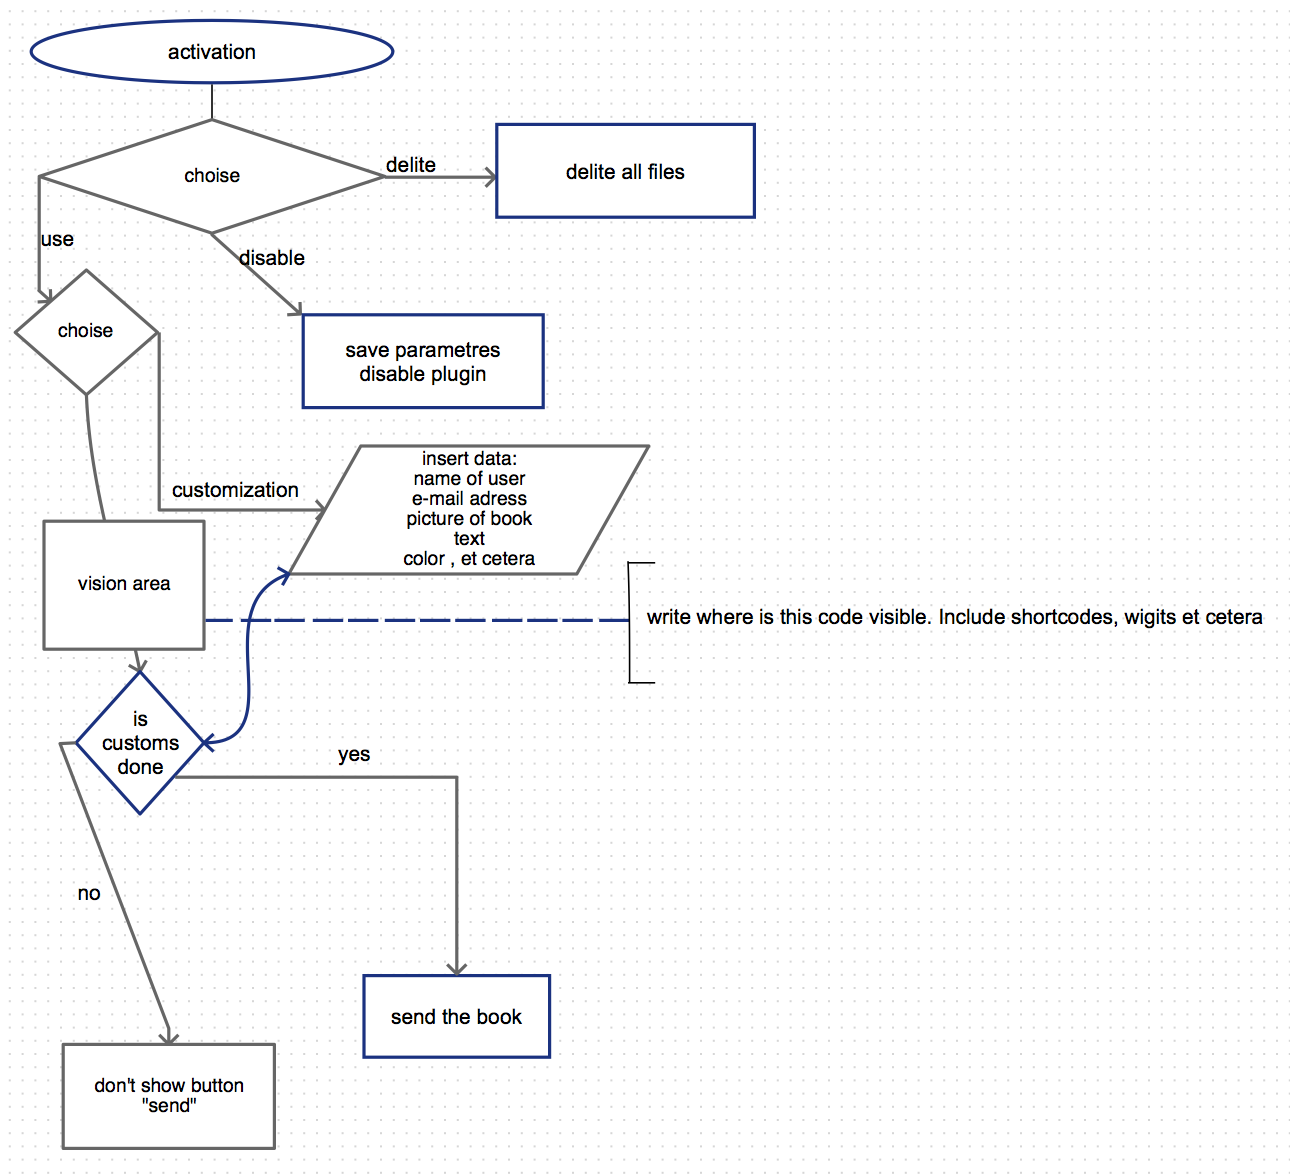 activation
choise
delite
delite all files
use
disable
choise
save parametres
disable plugin
customization
insert data:
name of user
e-mail adress
picture of book
text
color , et cetera
vision area
write where is this code visible. Include shortcodes, wigits et cetera
is
customs
done
yes
no
send the book
don't show button
"send"